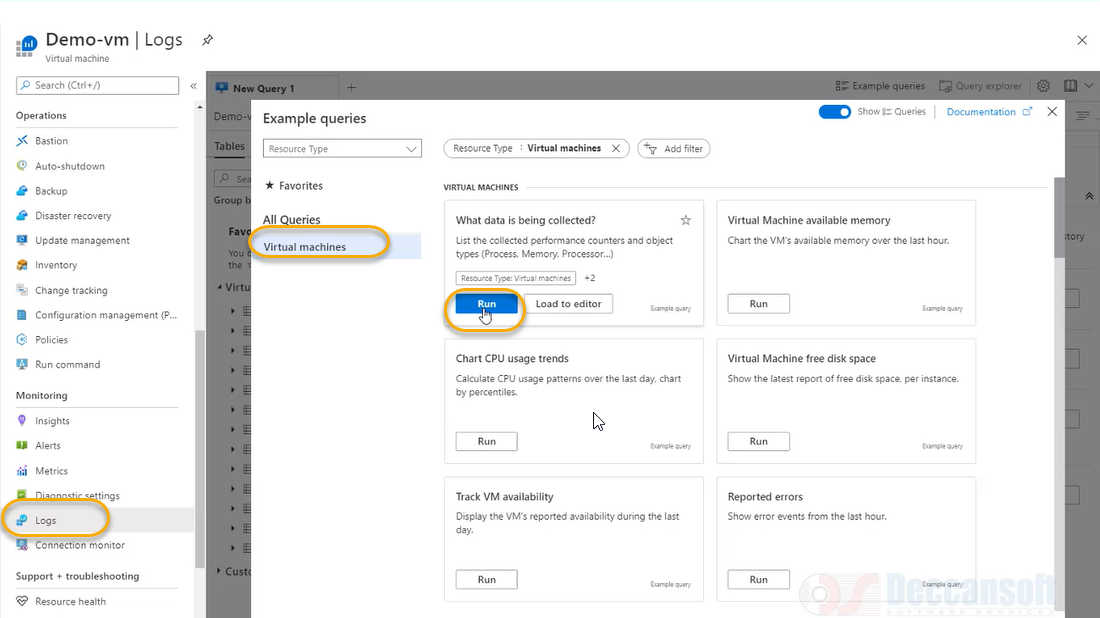 Demo-vm | Logs
Virtual machine
Search (Ctrl+/)
«
Operations
Bastion
Auto-shutdown
Backup
Disaster recovery
Update management
Inventory
Change tracking
Configuration management (P...
Policies
Run command
Monitoring
Insights
Alerts
Metrics
Diagnostic settings
Logs
Connection monitor
Support + troubleshooting
Resource health
New Query 1
Example queries
Query explorer
Demo-v
Tables
Sea
Group b
Favo
You c
the
Virtu
Custo
tory
Example queries
Show Queries
Documentation
Resource Type
Resource Type : Virtual machines
Add filter
★ Favorites
All Queries
Virtual machines
VIRTUAL MACHINES
What data is being collected?
List the collected performance counters and object
types (Process, Memory, Processor...)
Resource Type: Virtual machines +2
Run Load to editor Example query
Virtual Machine available memory
Chart the VM's available memory over the last hour.
Run Example query
Chart CPU usage trends
Calculate CPU usage patterns over the last day, chart
by percentiles.
Run Example query
Virtual Machine free disk space
Show the latest report of free disk space, per instance.
Run Example query
Track VM availability
Display the VM's reported availability during the last
day.
Run Example query
Reported errors
Show error events from the last hour.
Run Example query
Deccansoft
SOFTWARE SERVICES